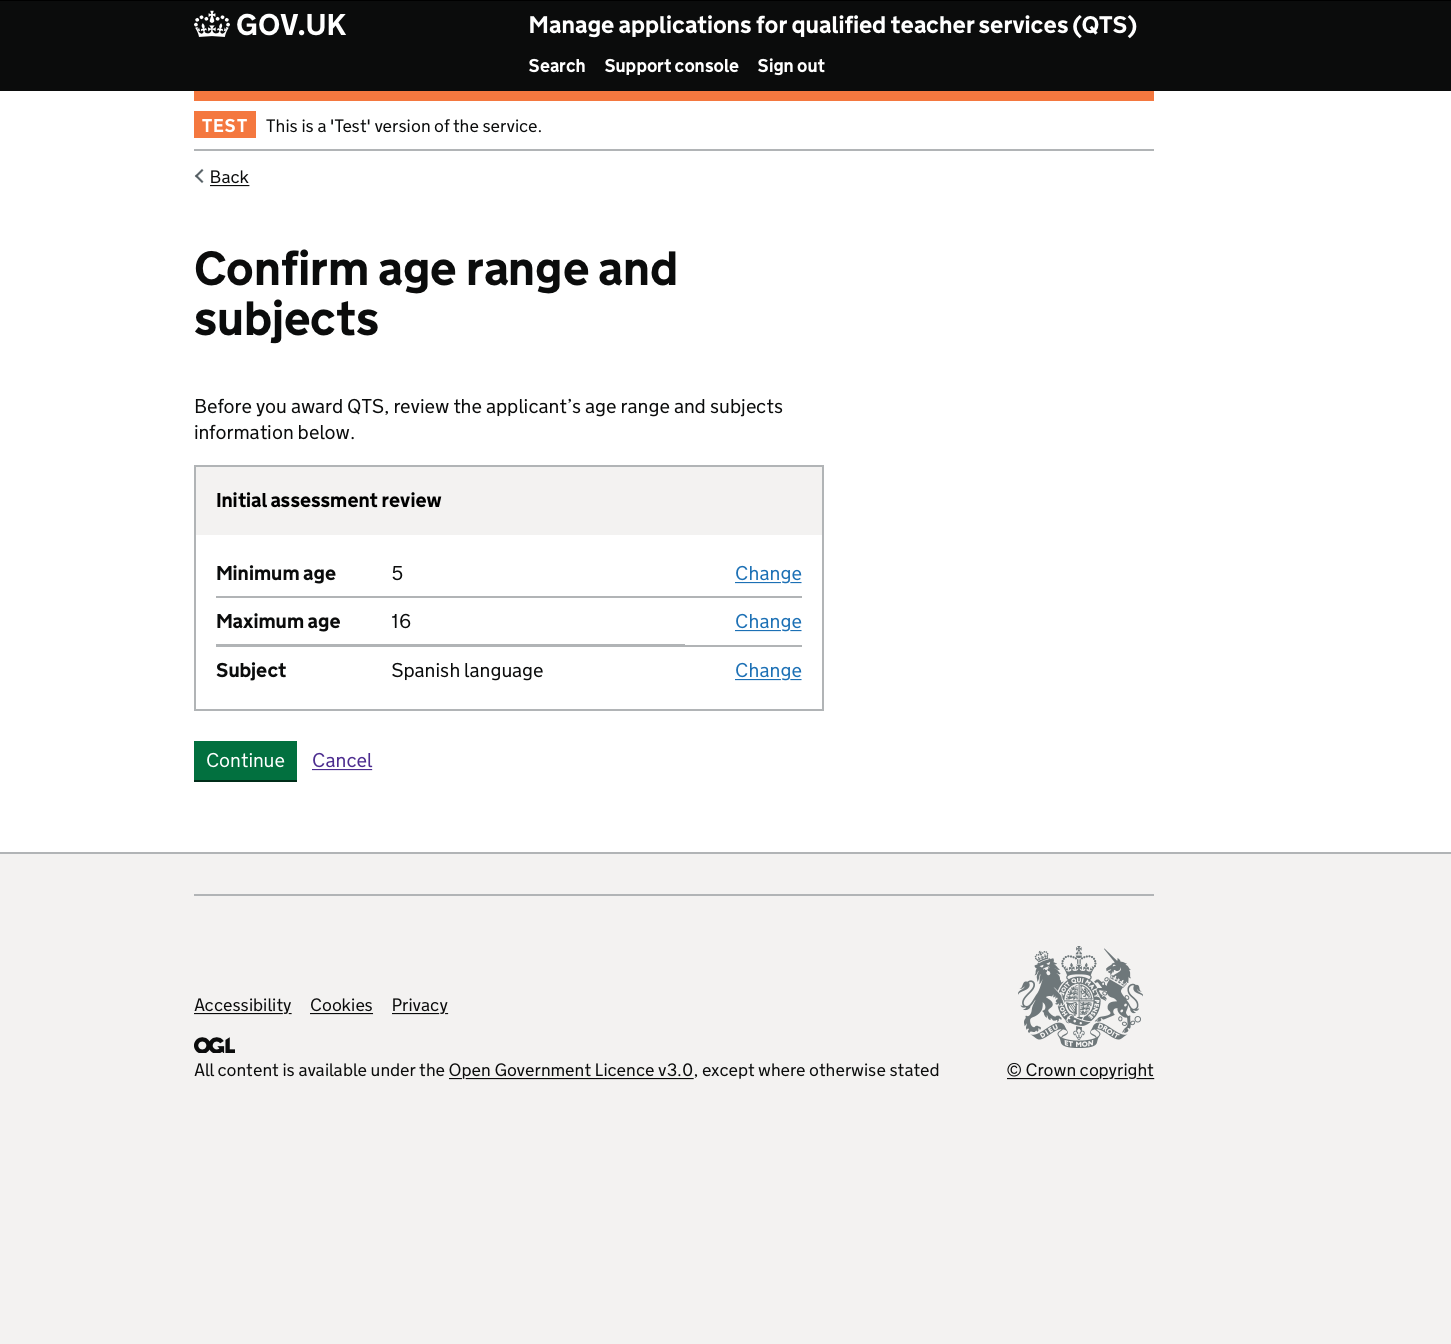 GOV.UK
Manage applications for qualified teacher services (QTS)
Search Support console Sign out
TEST This is a 'Test' version of the service.
Back
Confirm age range and
subjects
Before you award QTS, review the applicant’s age range and subjects
information below.
Initial assessment review
Minimum age 5 Change
Maximum age 16 Change
Subject Spanish language Change
Continue Cancel
Accessibility Cookies Privacy
OGL
All content is available under the Open Government Licence v3.0, except where otherwise stated
DIEU ET MON DROIT
© Crown copyright